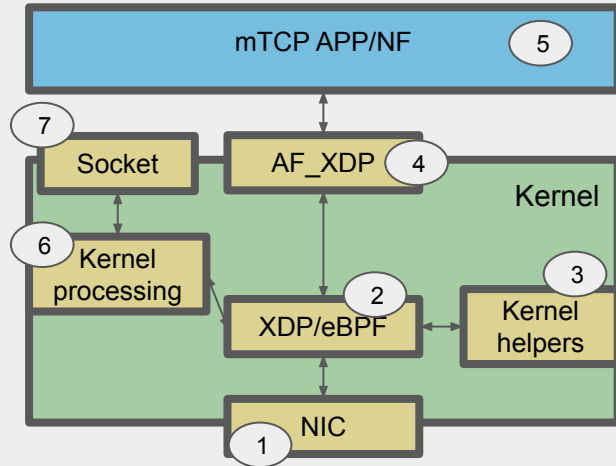 mTCP APP/NF
5
7
Socket
AF_XDP
4
Kernel
6
Kernel
processing
2
XDP/eBPF
3
Kernel
helpers
NIC
1